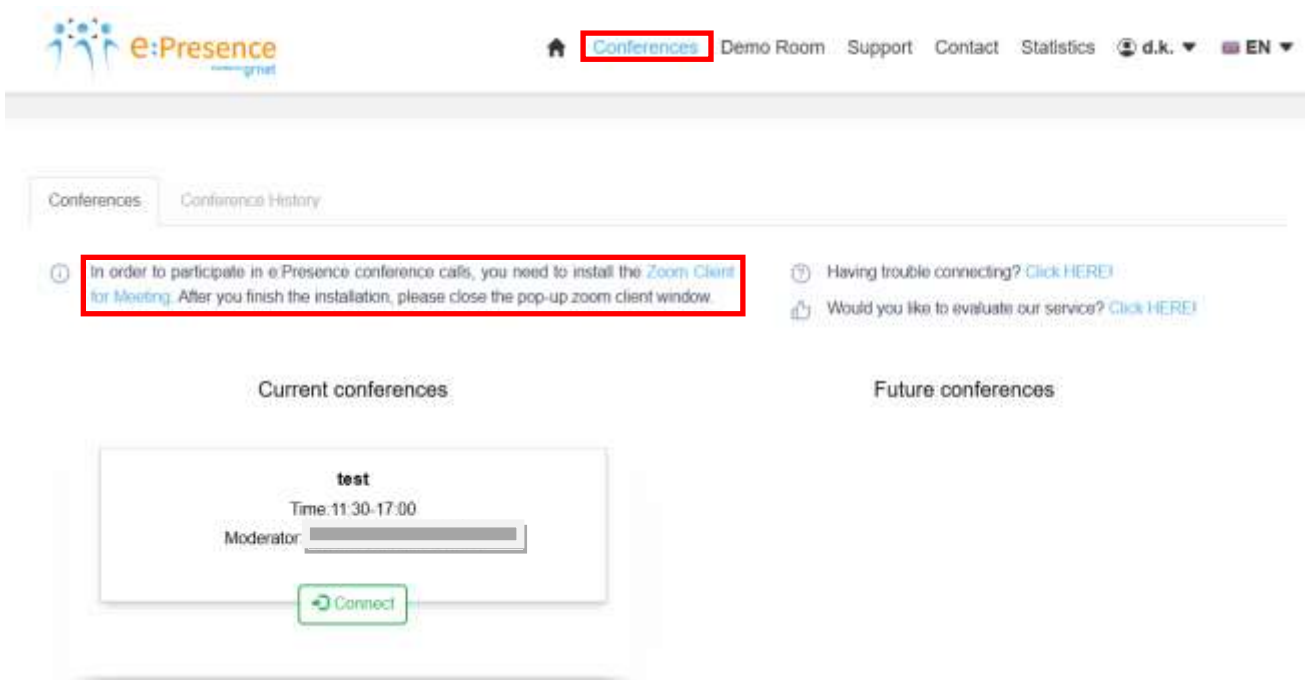 e:Presence
grnet
Conferences Demo Room Support Contact Statistics d.k. EN
Conferences Conference History
In order to participate in e:Presence conference calls, you need to install the Zoom Client
for Meeting. After you finish the installation, please close the pop-up zoom client window.
Having trouble connecting? Click HERE!
Would you like to evaluate our service? Click HERE!
Current conferences
Future conferences
test
Time:11:30-17:00
Moderator:
Connect